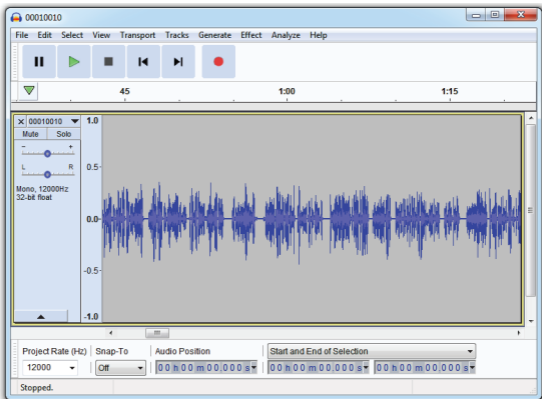 00010010
File Edit Select View Transport Tracks Generate Effect Analyze Help
45 1:00 1:15
× 00010010
Mute Solo
- +
L R
Mono, 12000Hz
32-bit float
1.0
0.5
0.0
-0.5
-1.0
Project Rate (Hz) Snap-To Audio Position Start and End of Selection
12000 Off 00 h 00 m 00.000 s 00 h 00 m 00.000 s 00 h 00 m 00.000 s
Stopped.